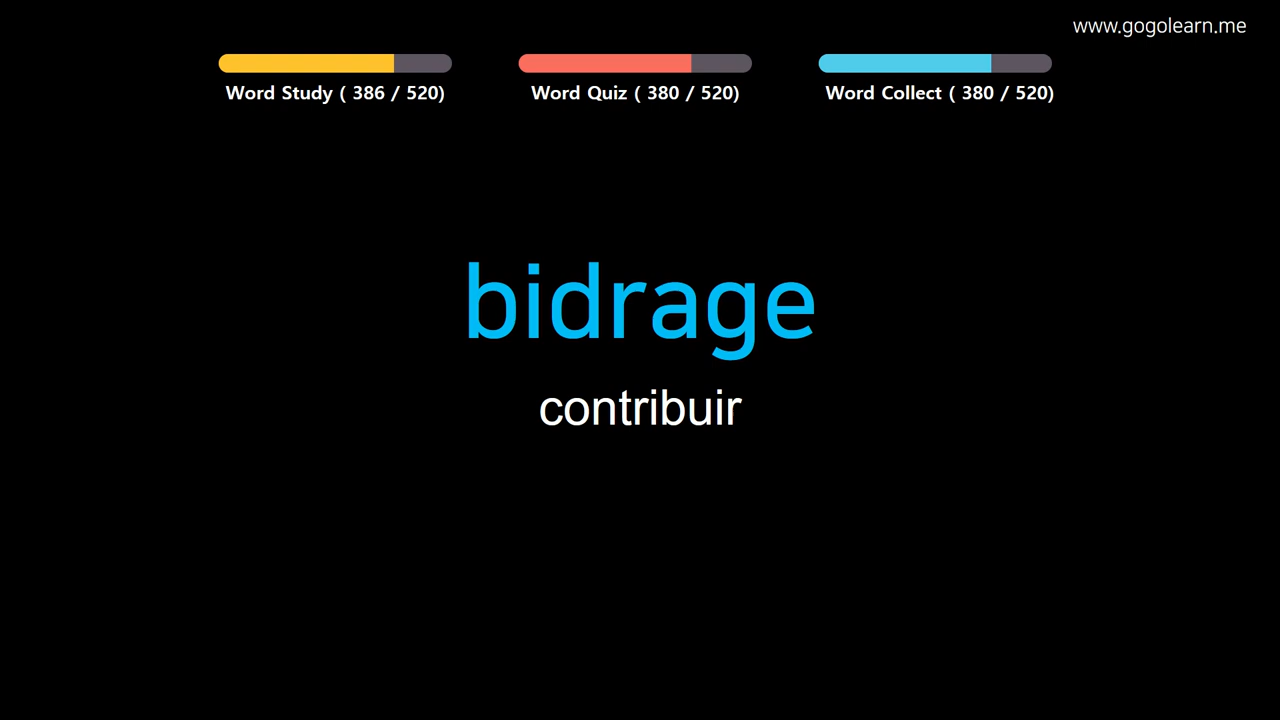 www.gogolearn.me
Word Study ( 386 / 520)
Word Quiz ( 380 / 520)
Word Collect ( 380 / 520)
bidrage
contribuir